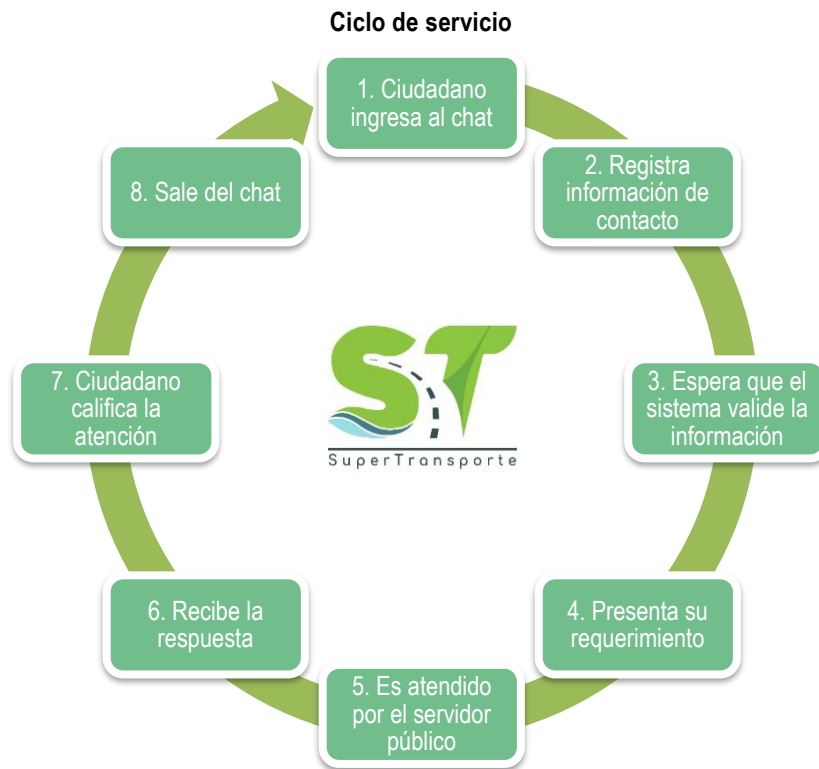 Ciclo de servicio
1. Ciudadano
ingresa al chat
2. Registra
información de
contacto
3. Espera que el
sistema valide la
información
4. Presenta su
requerimiento
5. Es atendido
por el servidor
público
6. Recibe la
respuesta
7. Ciudadano
califica la
atención
8. Sale del chat
ST
SuperTransporte